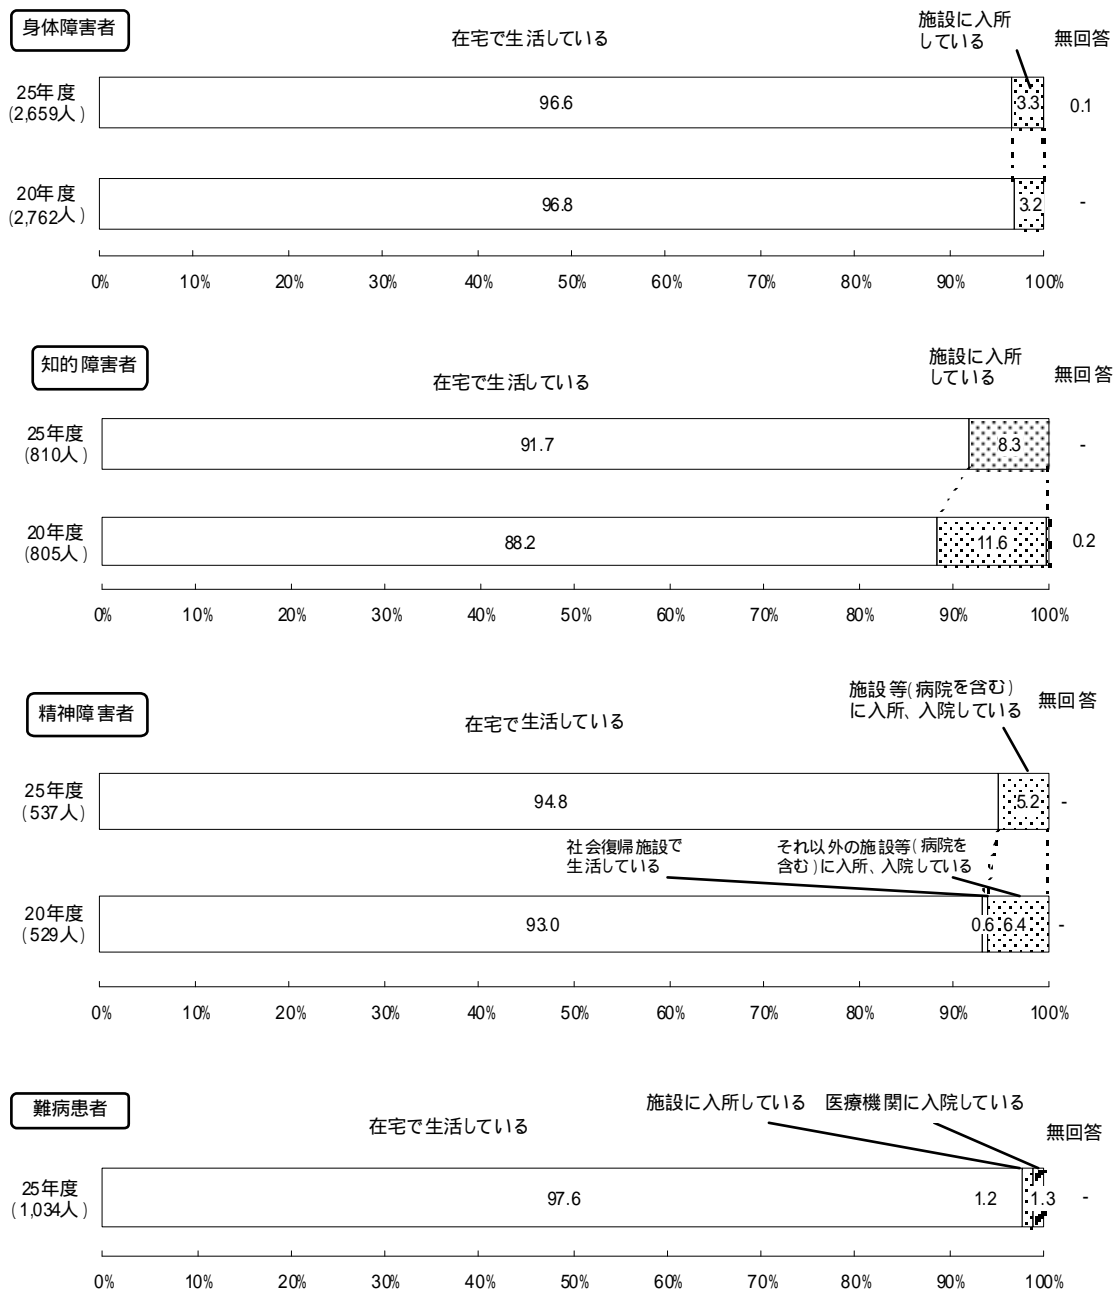 身体障害者
在宅で生活している
施設に入所
している
無回答
25年度
(2,659人)
96.6
3.3
0.1
20年度
(2,762人)
96.8
3.2
-
0% 10% 20% 30% 40% 50% 60% 70% 80% 90% 100%
知的障害者
在宅で生活している
施設に入所
している
無回答
25年度
(810人)
91.7
8.3
-
20年度
(805人)
88.2
11.6
0.2
0% 10% 20% 30% 40% 50% 60% 70% 80% 90% 100%
精神障害者
在宅で生活している
施設等(病院を含む)
に入所、入院している
無回答
25年度
(537人)
94.8
5.2
-
社会復帰施設で
生活している
それ以外の施設等(病院を
含む)に入所、入院している
20年度
(529人)
93.0
0.6
6.4
-
0% 10% 20% 30% 40% 50% 60% 70% 80% 90% 100%
難病患者
在宅で生活している
施設に入所している
医療機関に入院している
無回答
25年度
(1,034人)
97.6
1.2
1.3
-
0% 10% 20% 30% 40% 50% 60% 70% 80% 90% 100%